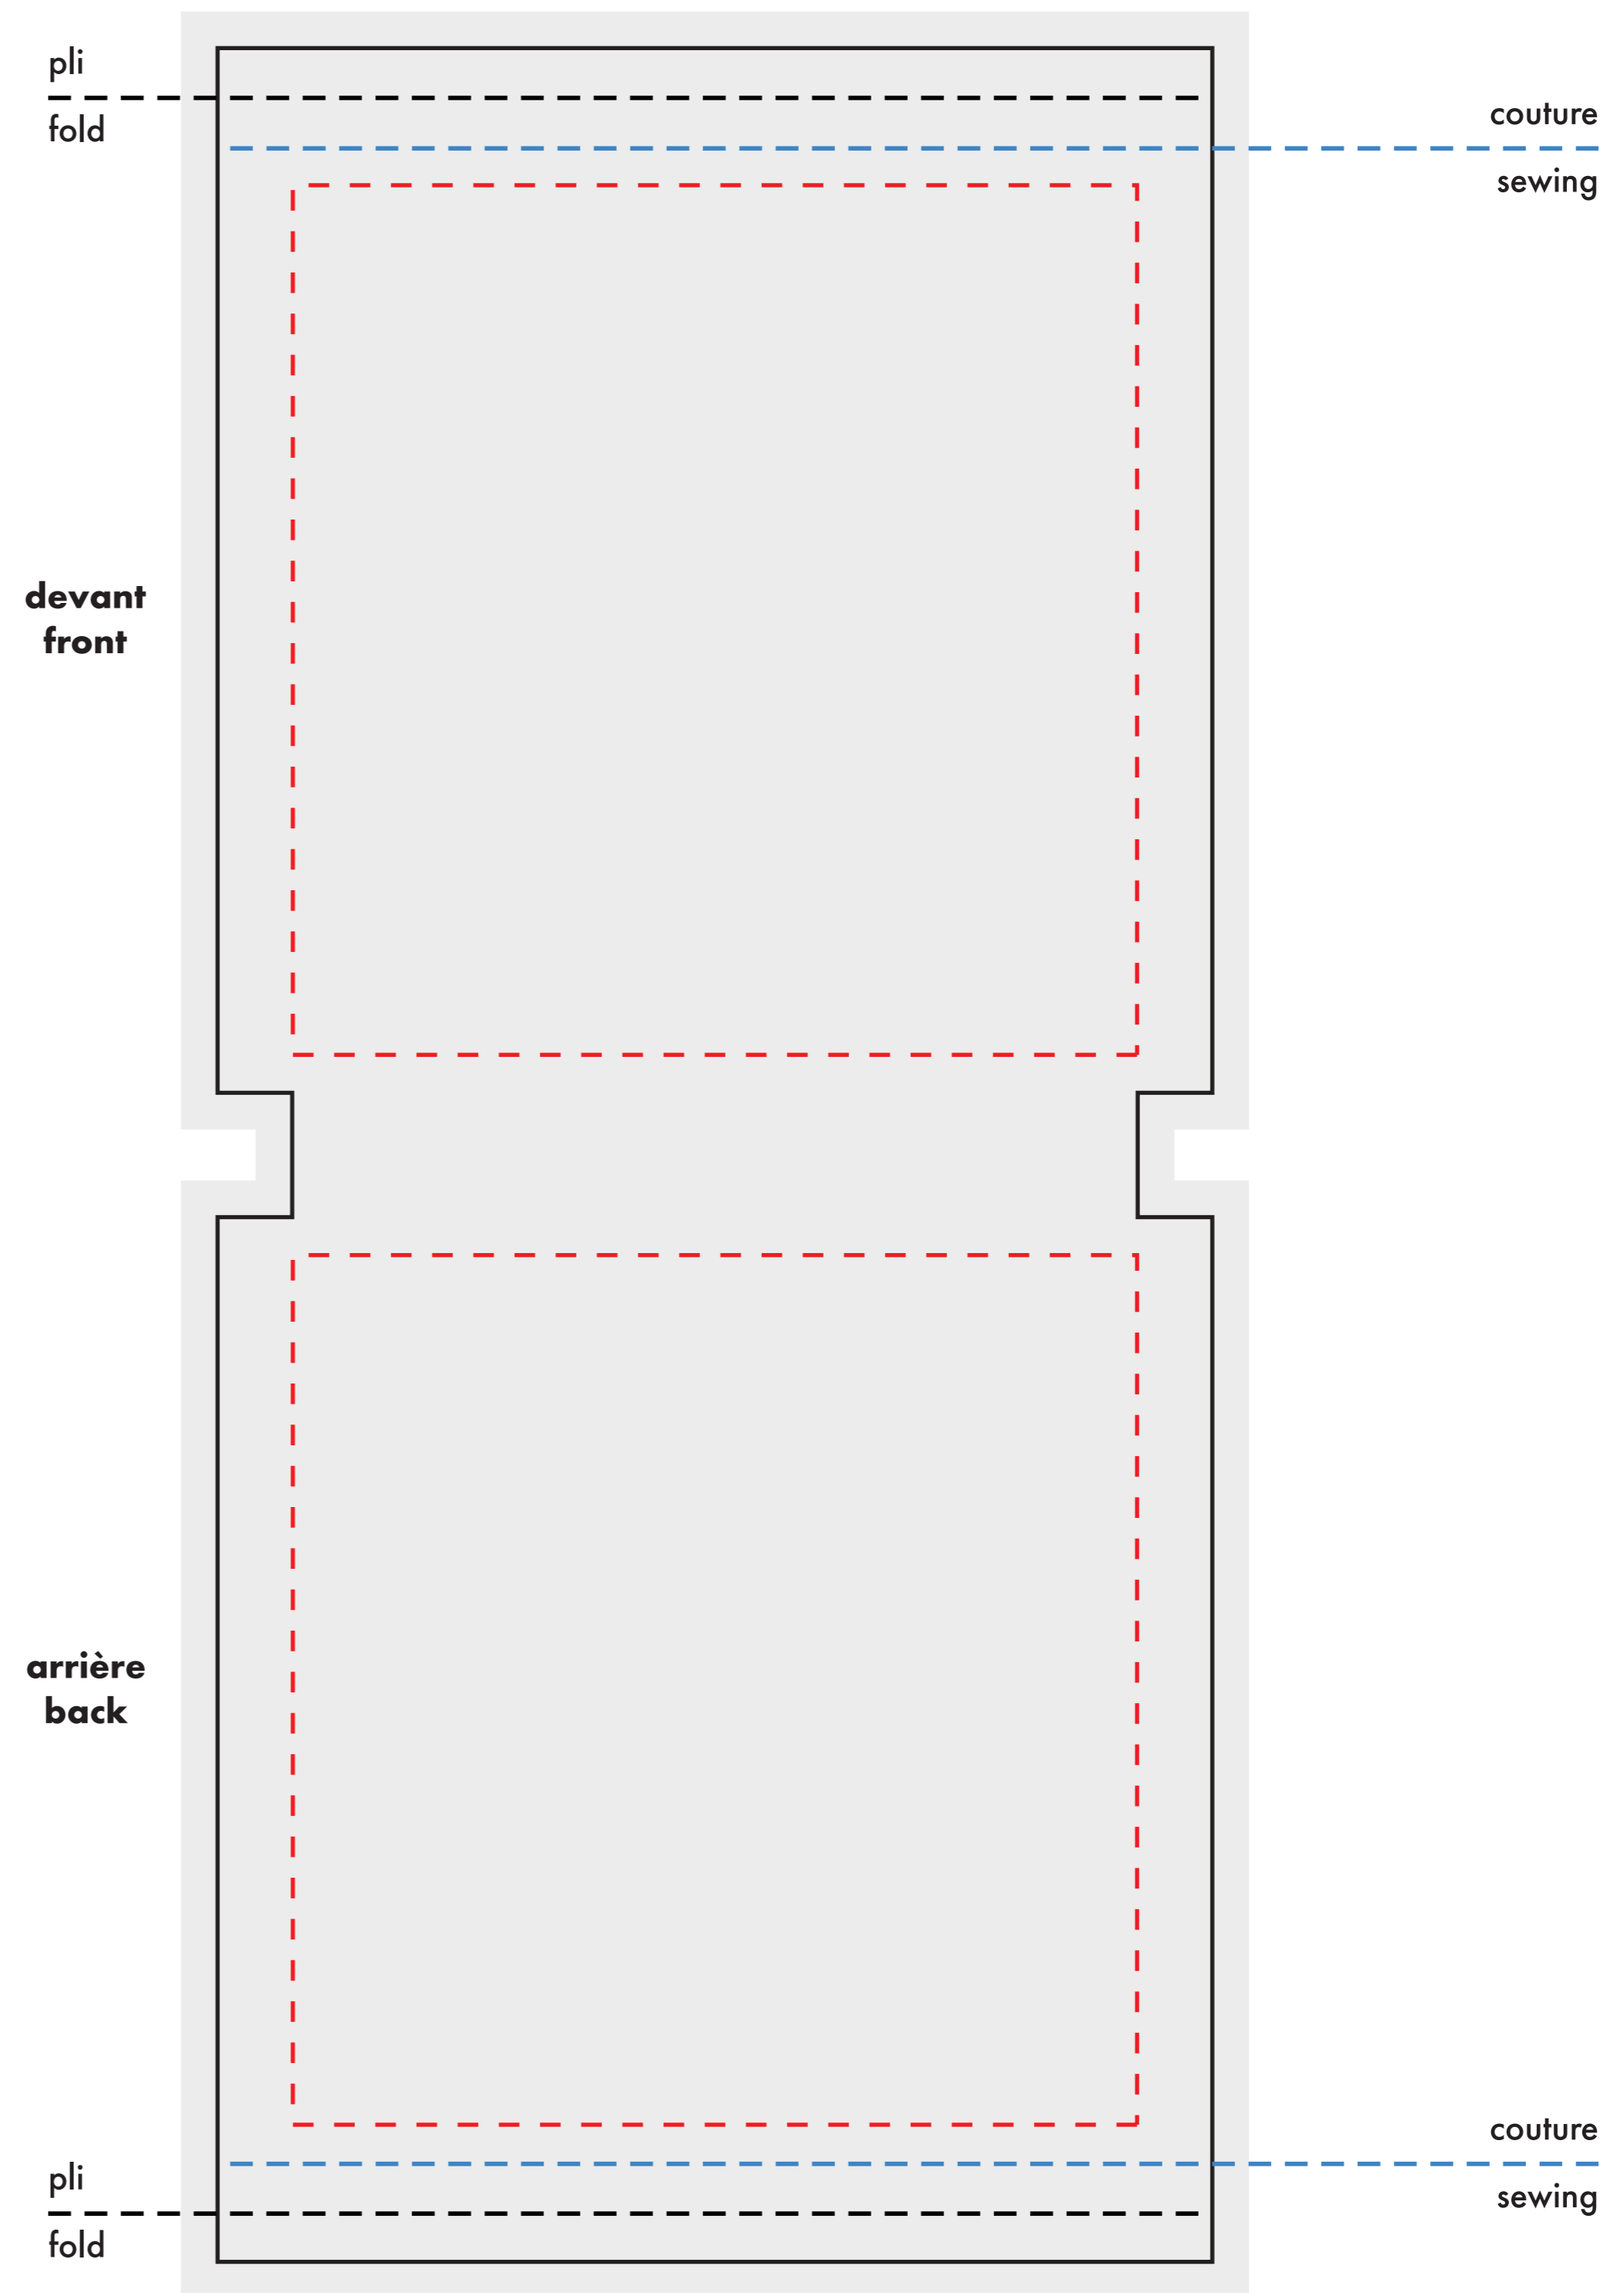 pli
fold
couture
sewing
devant
front
arrière
back
couture
sewing
pli
fold